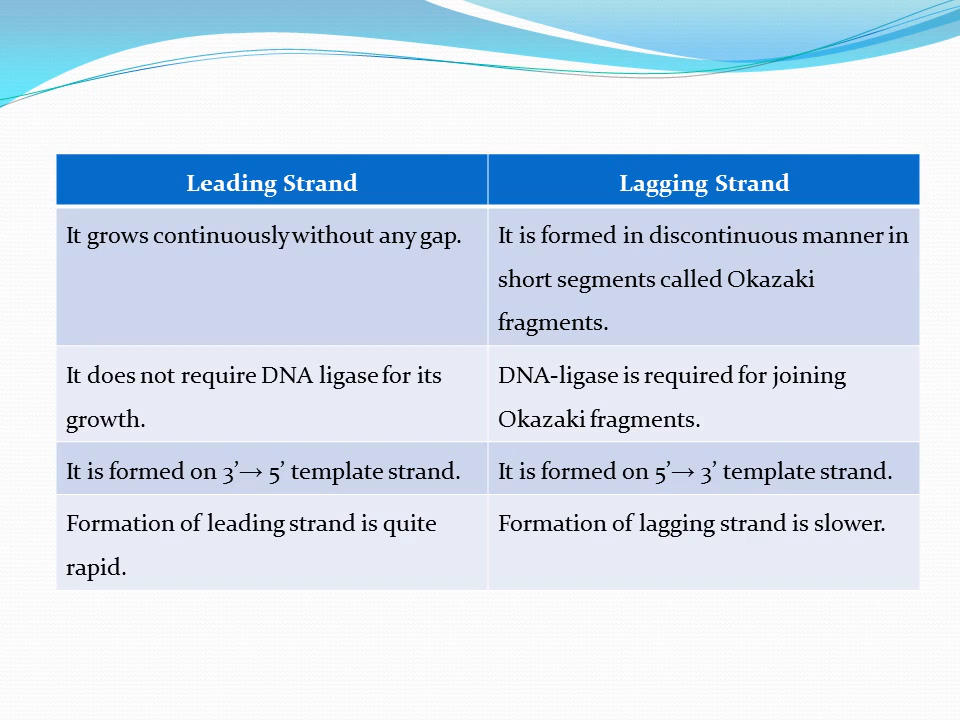 Leading Strand
Lagging Strand
It grows continuously without any gap.
It is formed in discontinuous manner in
short segments called Okazaki
fragments.
It does not require DNA ligase for its
growth.
DNA-ligase is required for joining
Okazaki fragments.
It is formed on 3’→ 5’ template strand.
It is formed on 5’→ 3’ template strand.
Formation of leading strand is quite
rapid.
Formation of lagging strand is slower.